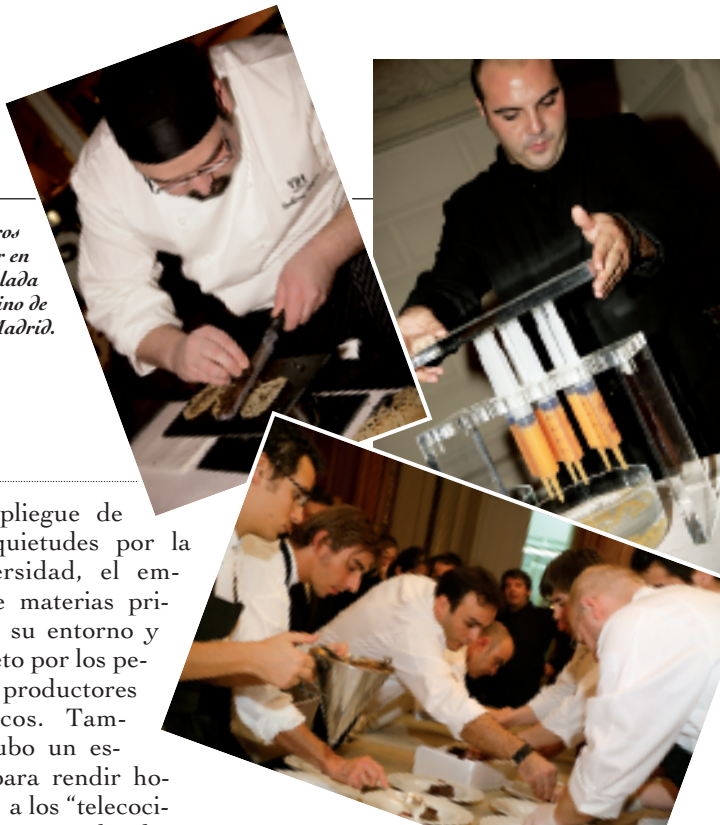 ros
r en
lada
ino de
Madrid.
pliegue de
quietudes por la
ersidad, el em-
e materias pri-
su entorno y
eto por los pe-
productores
cos. Tam-
ubo un es-
para rendir ho-
a los “telecoci-